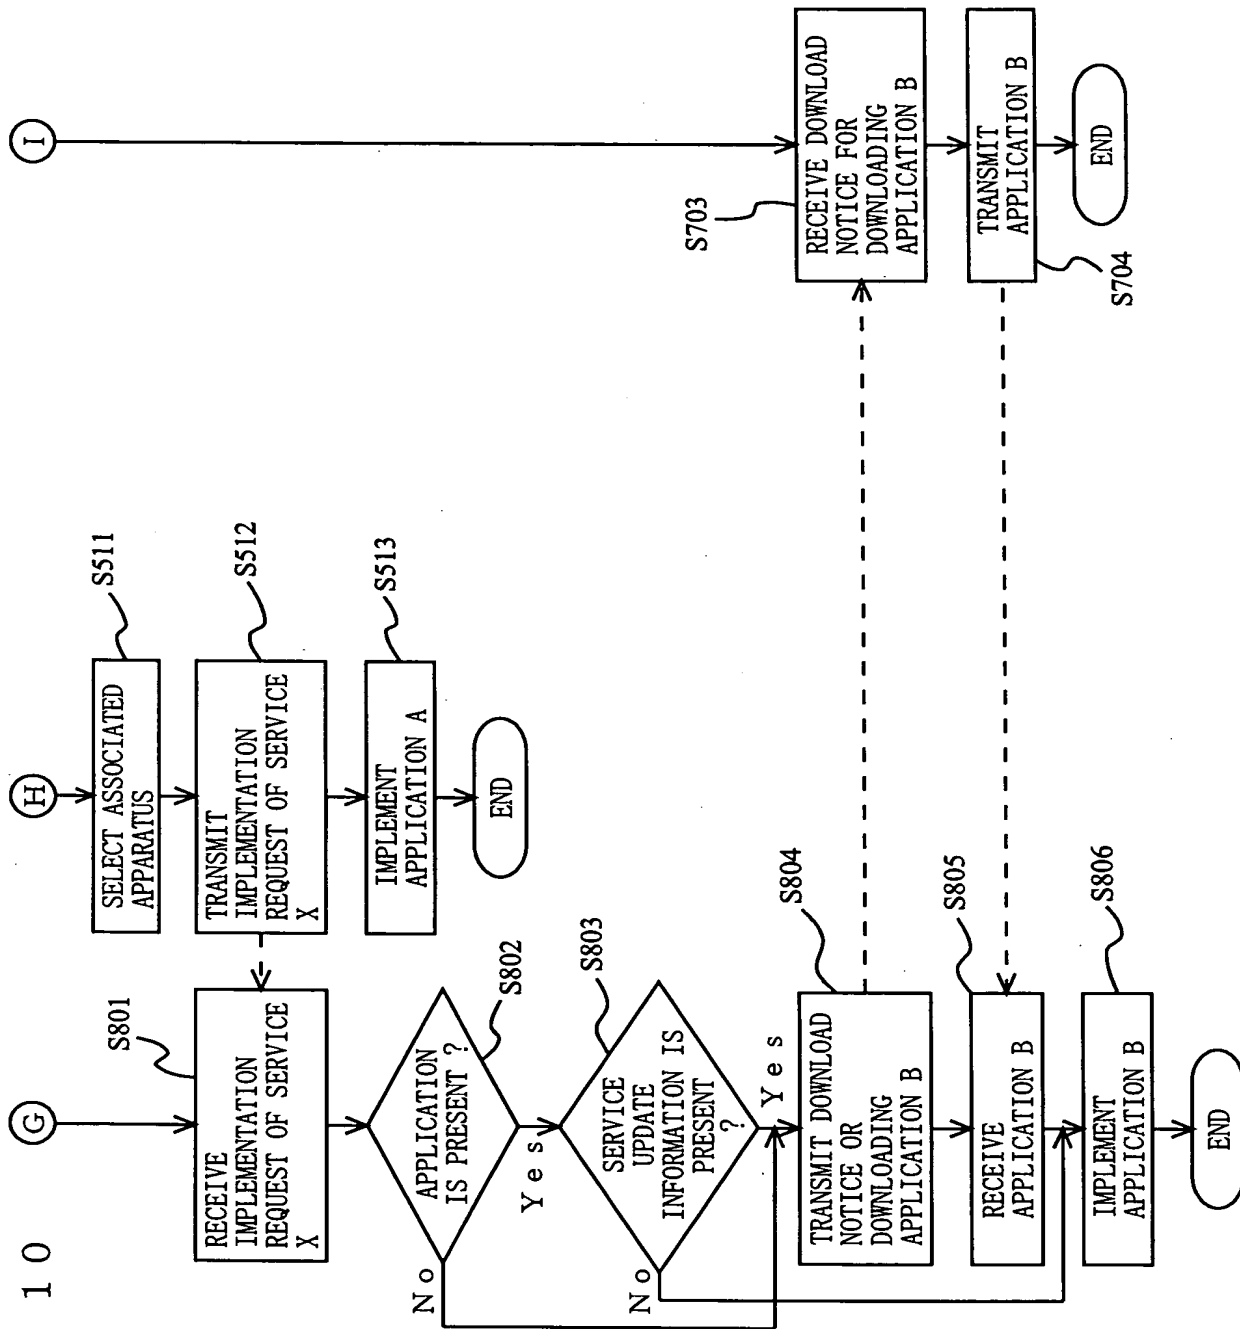 10
G
RECEIVE
IMPLEMENTATION
REQUEST OF SERVICE
X
S801
APPLICATION
IS PRESENT ?
S802
No
Yes
SERVICE
UPDATE
INFORMATION IS
PRESENT
?
S803
No
Yes
TRANSMIT DOWNLOAD
NOTICE OR
DOWNLOADING
APPLICATION B
S804
RECEIVE
APPLICATION B
S805
IMPLEMENT
APPLICATION B
S806
END
H
SELECT ASSOCIATED
APPARATUS
S511
TRANSMIT
IMPLEMENTATION
REQUEST OF SERVICE
X
S512
IMPLEMENT
APPLICATION A
S513
END
I
RECEIVE DOWNLOAD
NOTICE FOR
DOWNLOADING
APPLICATION B
S703
TRANSMIT
APPLICATION B
S704
END